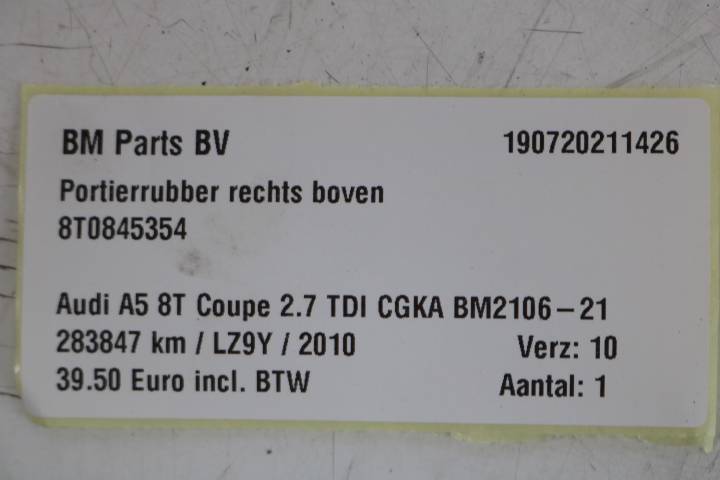 BM Parts BV 190720211426
Portierrubber rechts boven
8T0845354
Audi A5 8T Coupe 2.7 TDI CGKA BM2106-21
283847 km / LZ9Y / 2010 Verz: 10
39.50 Euro incl. BTW Aantal: 1